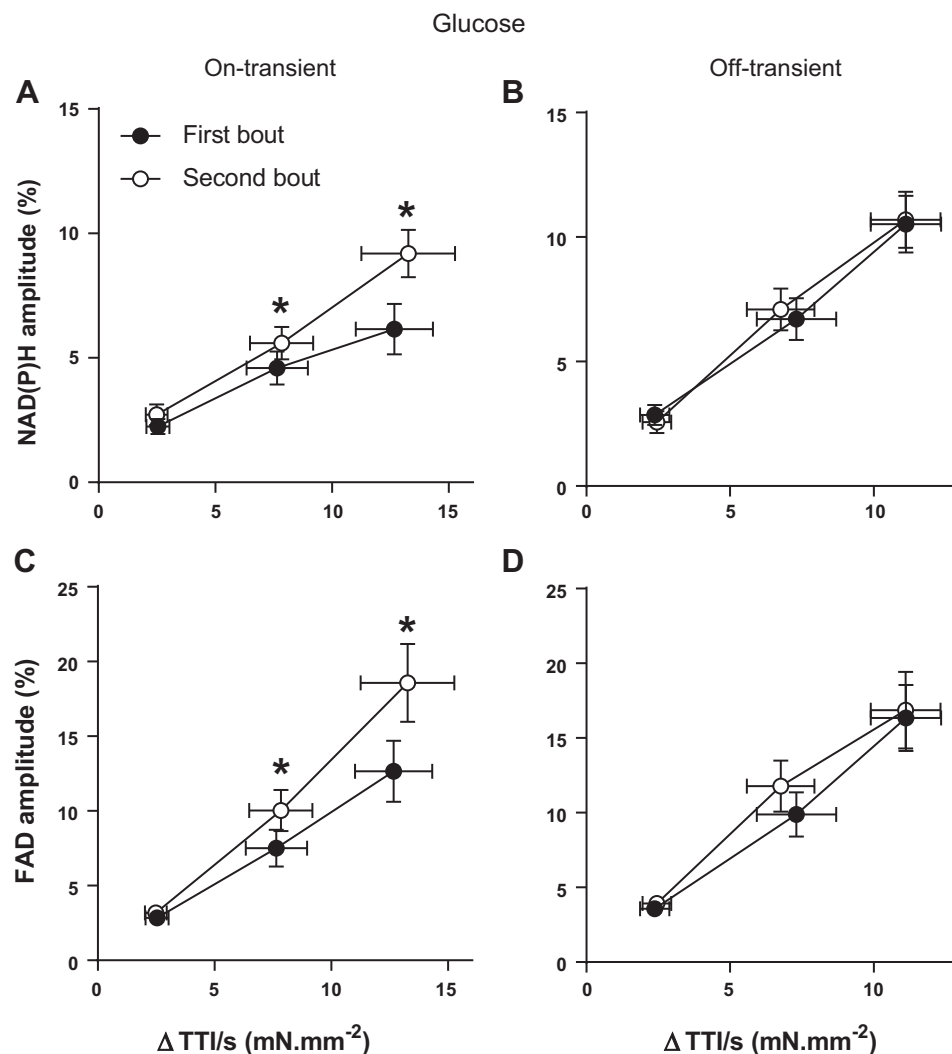 Glucose
On-transient
Off-transient
A
B
First bout
Second bout
NAD(P)H amplitude (%)
15
10
5
0
*
*
0
5
10
15
15
10
5
0
0
5
10
C
D
FAD amplitude (%)
25
20
15
10
5
0
*
*
0
5
10
15
Δ TTI/s (mN.mm⁻²)
25
20
15
10
5
0
0
5
10
Δ TTI/s (mN.mm⁻²)